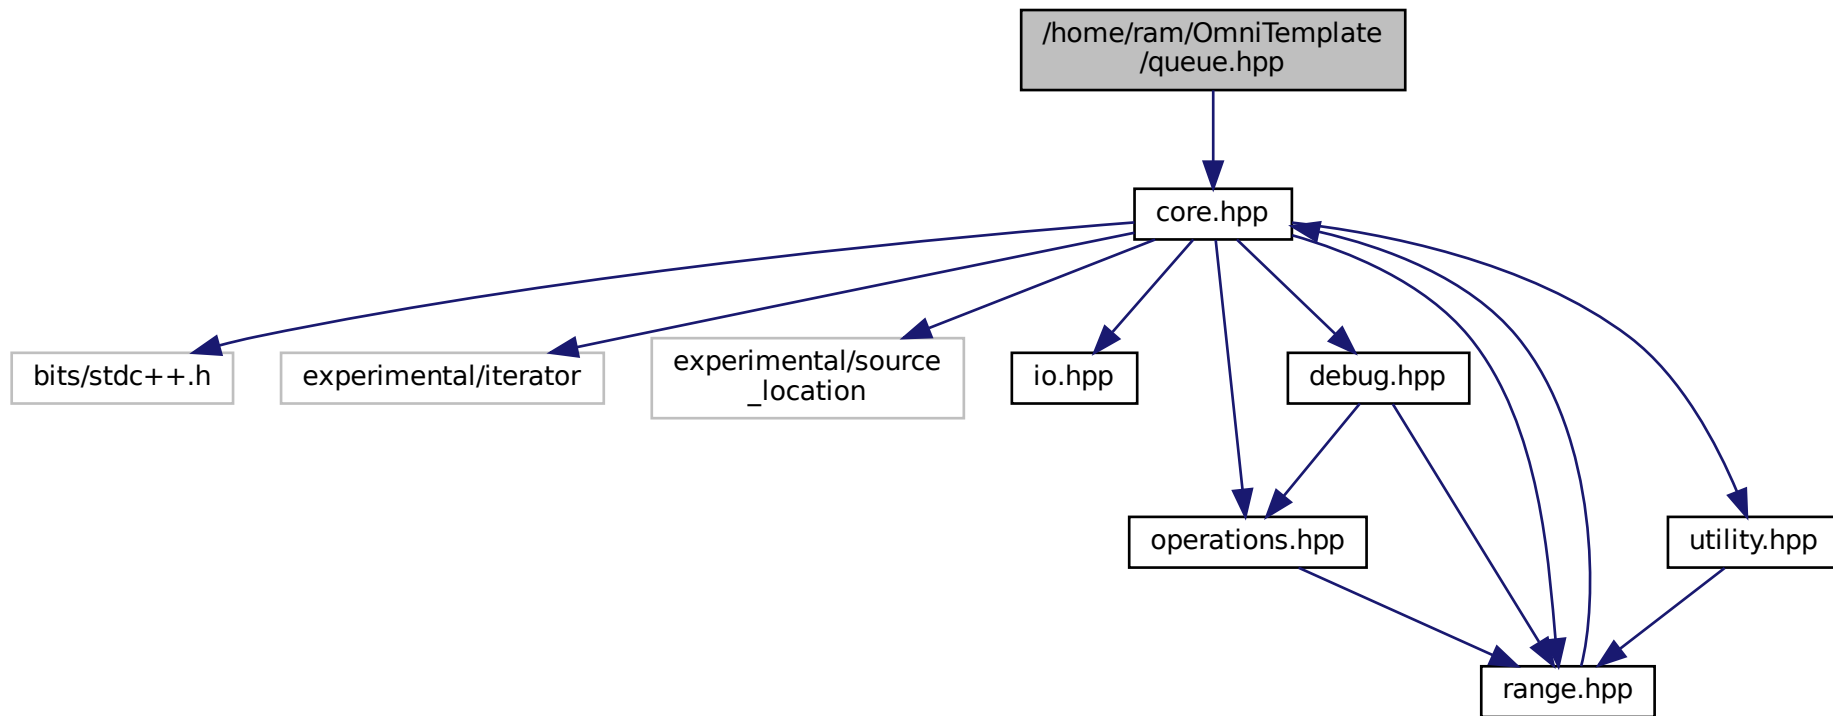 /home/ram/OmniTemplate
/queue.hpp
core.hpp
bits/stdc++.h
experimental/iterator
experimental/source
_location
io.hpp
debug.hpp
operations.hpp
utility.hpp
range.hpp